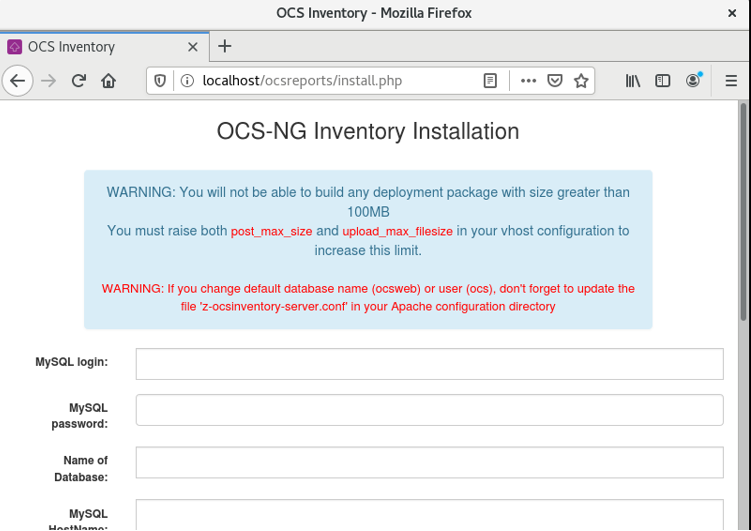 OCS Inventory - Mozilla Firefox
OCS Inventory
localhost/ocsreports/install.php
OCS-NG Inventory Installation
WARNING: You will not be able to build any deployment package with size greater than
100MB
You must raise both post_max_size and upload_max_filesize in your vhost configuration to
increase this limit.
WARNING: If you change default database name (ocsweb) or user (ocs), don't forget to update the
file 'z-ocsinventory-server.conf' in your Apache configuration directory
MySQL login:
MySQL
password:
Name of
Database:
MySQL
HostName: